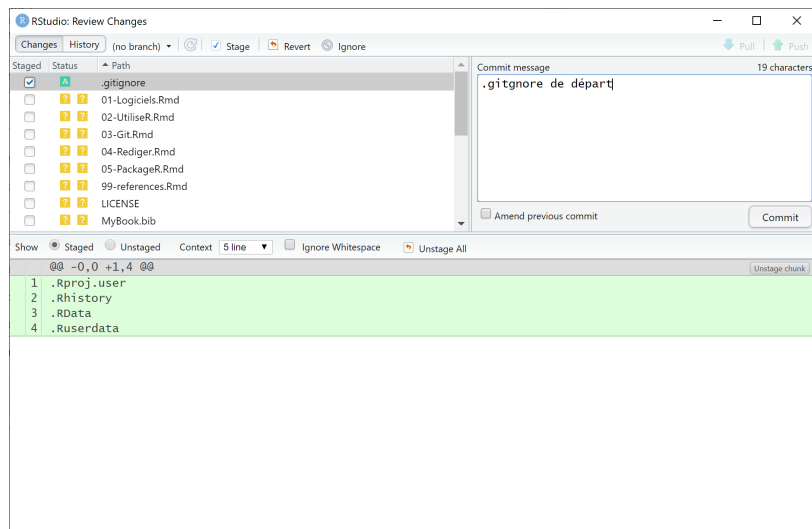 RStudio: Review Changes
Changes History (no branch) Stage Revert Ignore Pull Push
Staged Status Path
A .gitignore
? ? 01-Logiciels.Rmd
? ? 02-UtiliseR.Rmd
? ? 03-Git.Rmd
? ? 04-Rediger.Rmd
? ? 05-PackageR.Rmd
? ? 99-references.Rmd
? ? LICENSE
? ? MyBook.bib
Commit message 19 characters
.gitgnore de départ
Amend previous commit Commit
Show Staged Unstaged Context 5 line Ignore Whitespace Unstage All
@@ -0,0 +1,4 @@ Unstage chunk
1 .Rproj.user
2 .Rhistory
3 .RData
4 .Ruserdata